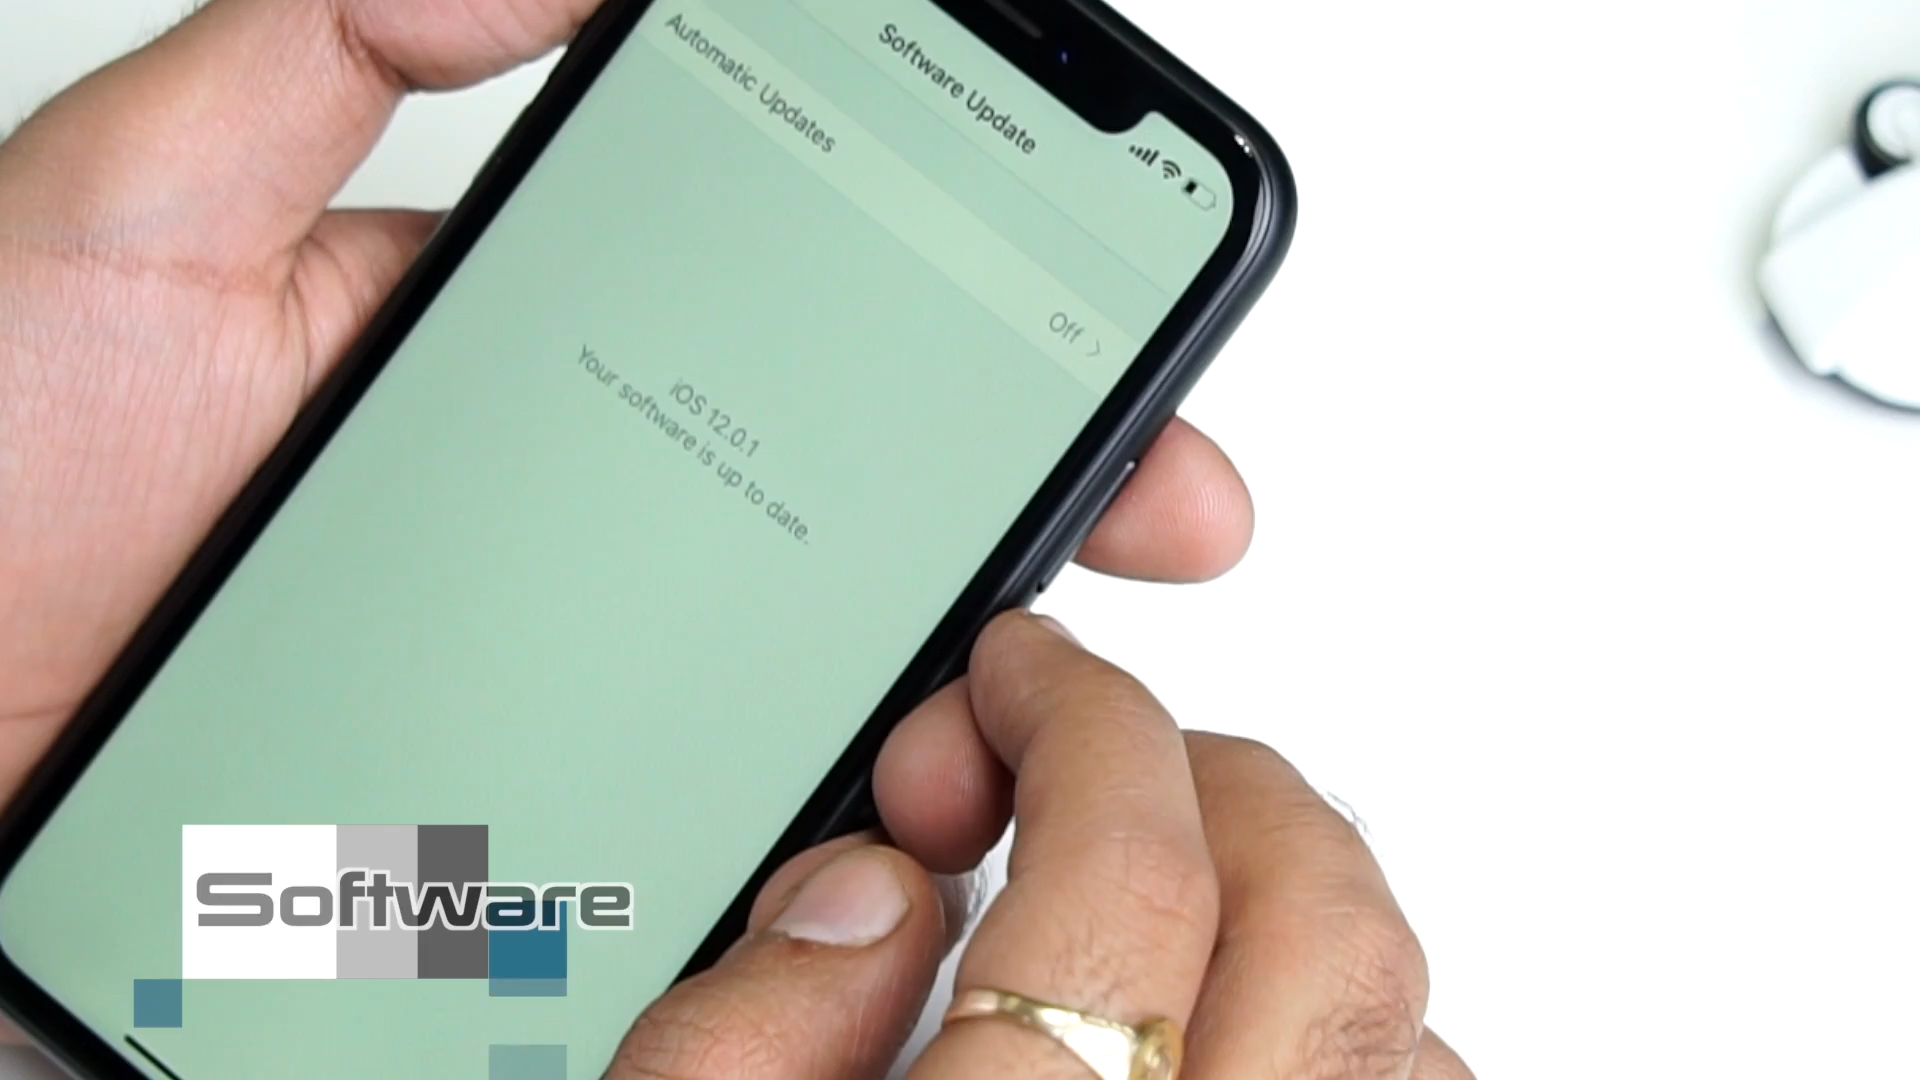 Software Update
Automatic Updates
Off
iOS 12.0.1
Your software is up to date.
Software